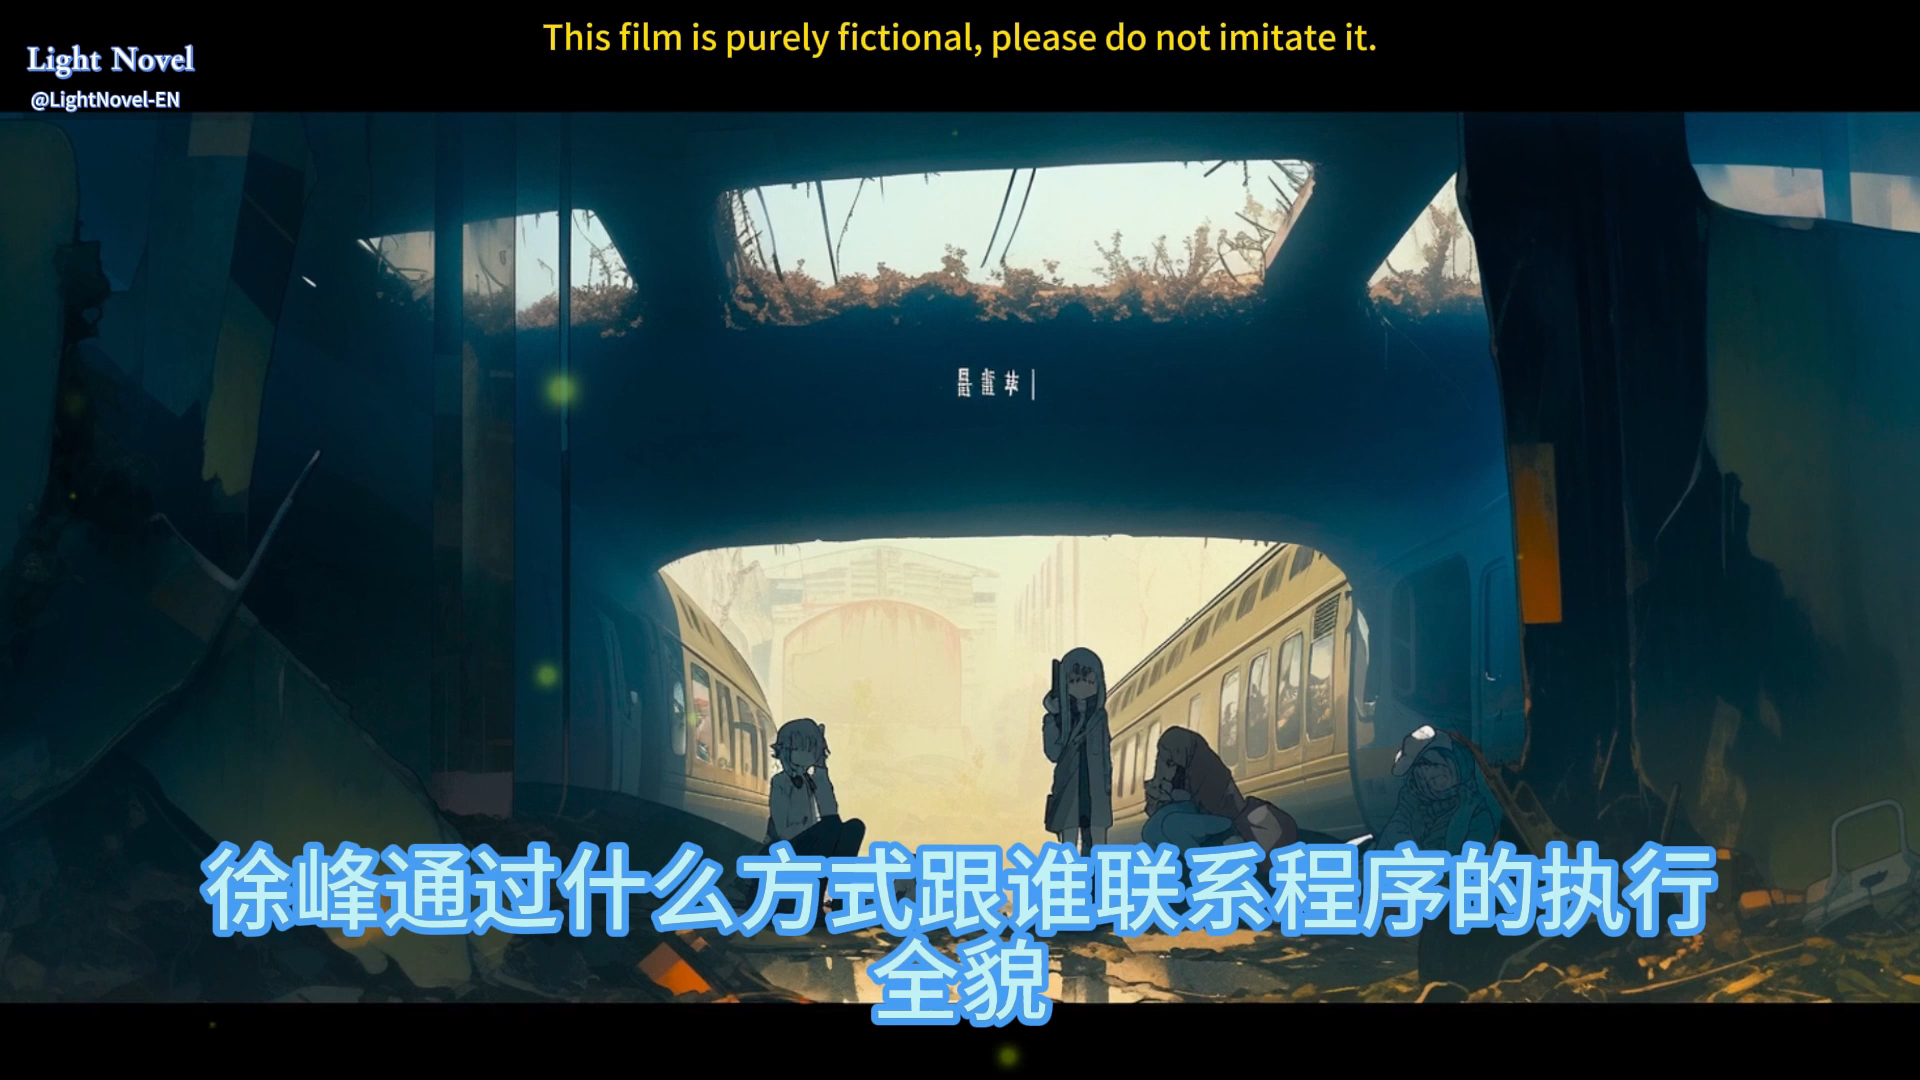 This film is purely fictional, please do not imitate it.
Light Novel
@LightNovel-EN
徐峰通过什么方式跟谁联系程序的执行
全貌